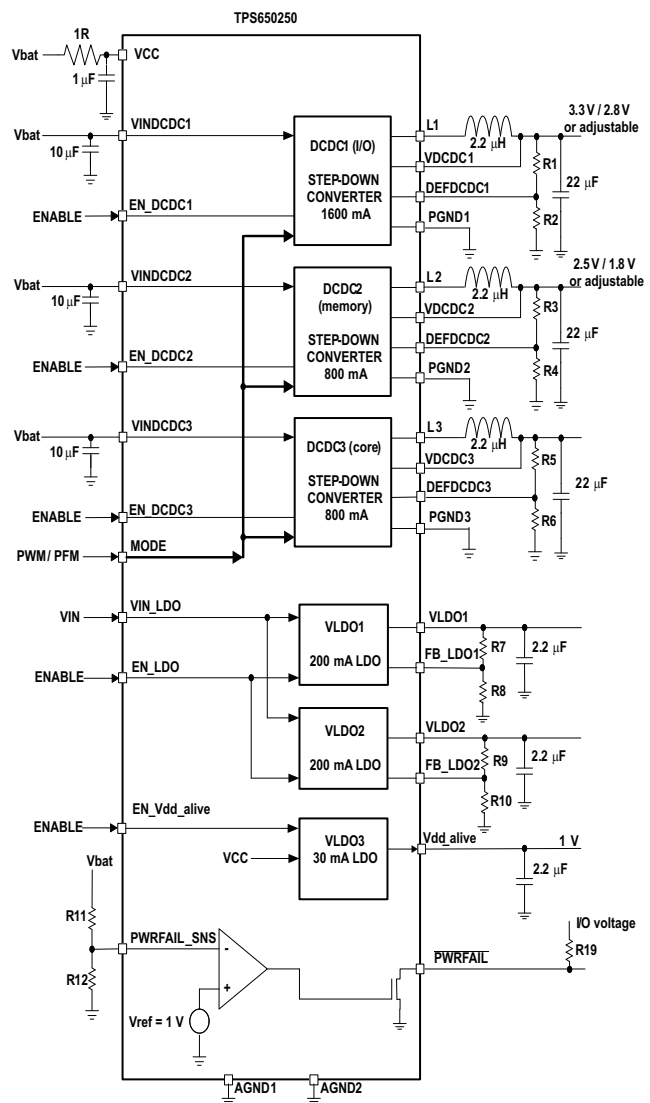 TPS650250
1R
Vbat
VCC
1 µF
Vbat
VINDCDC1
10 µF
DCDC1 (I/O)
STEP-DOWN
CONVERTER
1600 mA
L1
2.2 µH
3.3 V / 2.8 V
or adjustable
VDCDC1
R1
DEFDCDC1
22 µF
R2
PGND1
ENABLE
EN_DCDC1
Vbat
VINDCDC2
10 µF
DCDC2
(memory)
STEP-DOWN
CONVERTER
800 mA
L2
2.2 µH
2.5 V / 1.8 V
or adjustable
VDCDC2
R3
DEFDCDC2
22 µF
R4
PGND2
ENABLE
EN_DCDC2
Vbat
VINDCDC3
10 µF
DCDC3 (core)
STEP-DOWN
CONVERTER
800 mA
L3
2.2 µH
VDCDC3
R5
DEFDCDC3
22 µF
R6
PGND3
ENABLE
EN_DCDC3
PWM/ PFM
MODE
VIN
VIN_LDO
VLDO1
200 mA LDO
VLDO1
R7
2.2 µF
FB_LDO1
R8
ENABLE
EN_LDO
VLDO2
200 mA LDO
VLDO2
R9
2.2 µF
FB_LDO2
R10
ENABLE
EN_Vdd_alive
VLDO3
30 mA LDO
VCC
Vdd_alive
1 V
2.2 µF
Vbat
R11
PWRFAIL_SNS
R12
-
+
Vref = 1 V
I/O voltage
R19
PWRFAIL
AGND1
AGND2